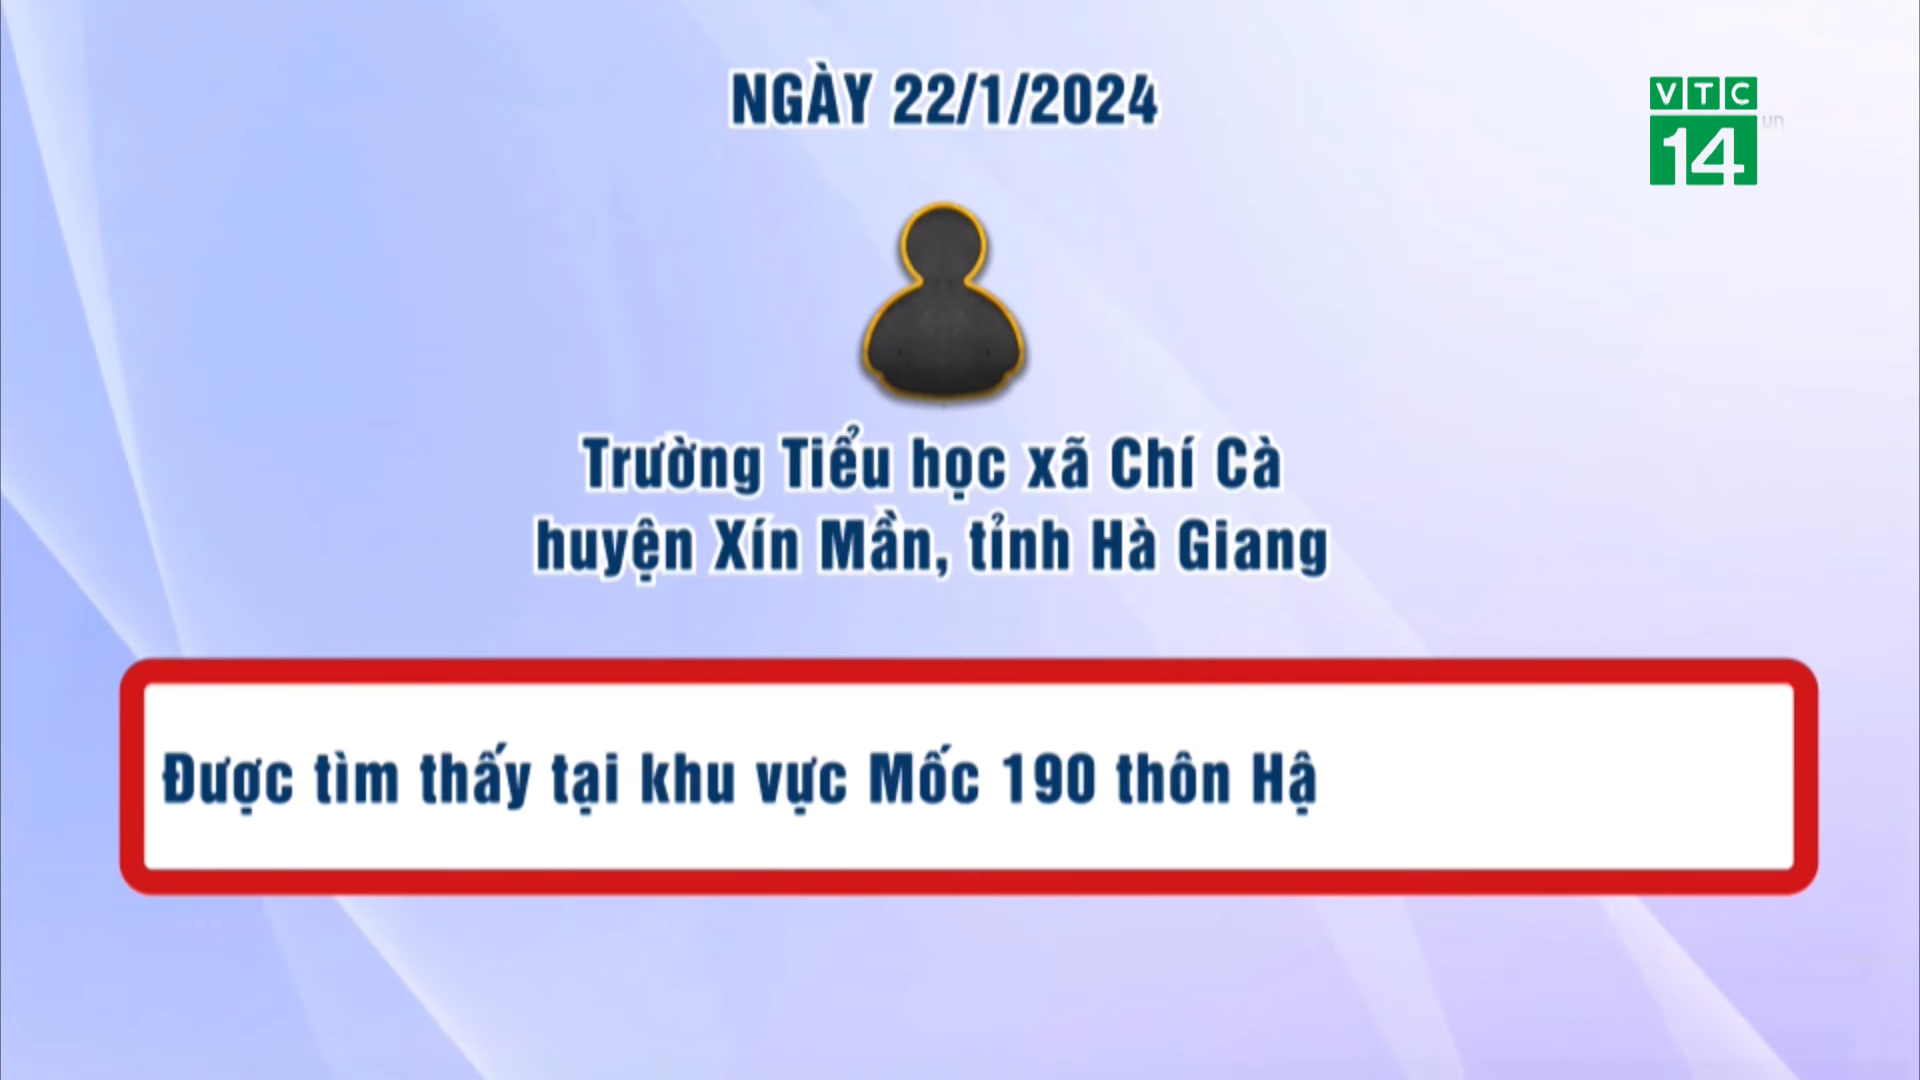 NGÀY 22/1/2024
VTC
14
HD
Trường Tiểu học xã Chí Cà
huyện Xín Mần, tỉnh Hà Giang
Được tìm thấy tại khu vực Mốc 190 thôn Hậ